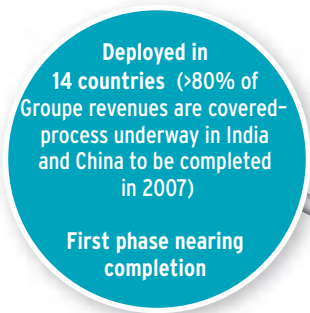 Deployed in
14 countries (>80% of
Groupe revenues are covered–
process underway in India
and China to be completed
in 2007)
First phase nearing
completion